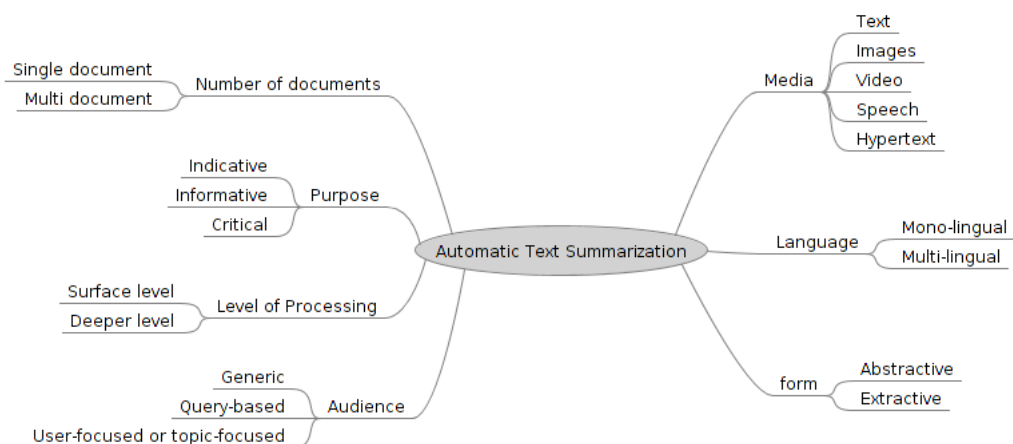 Automatic Text Summarization
Number of documents
Single document
Multi document
Purpose
Indicative
Informative
Critical
Level of Processing
Surface level
Deeper level
Audience
Generic
Query-based
User-focused or topic-focused
Media
Text
Images
Video
Speech
Hypertext
Language
Mono-lingual
Multi-lingual
form
Abstractive
Extractive